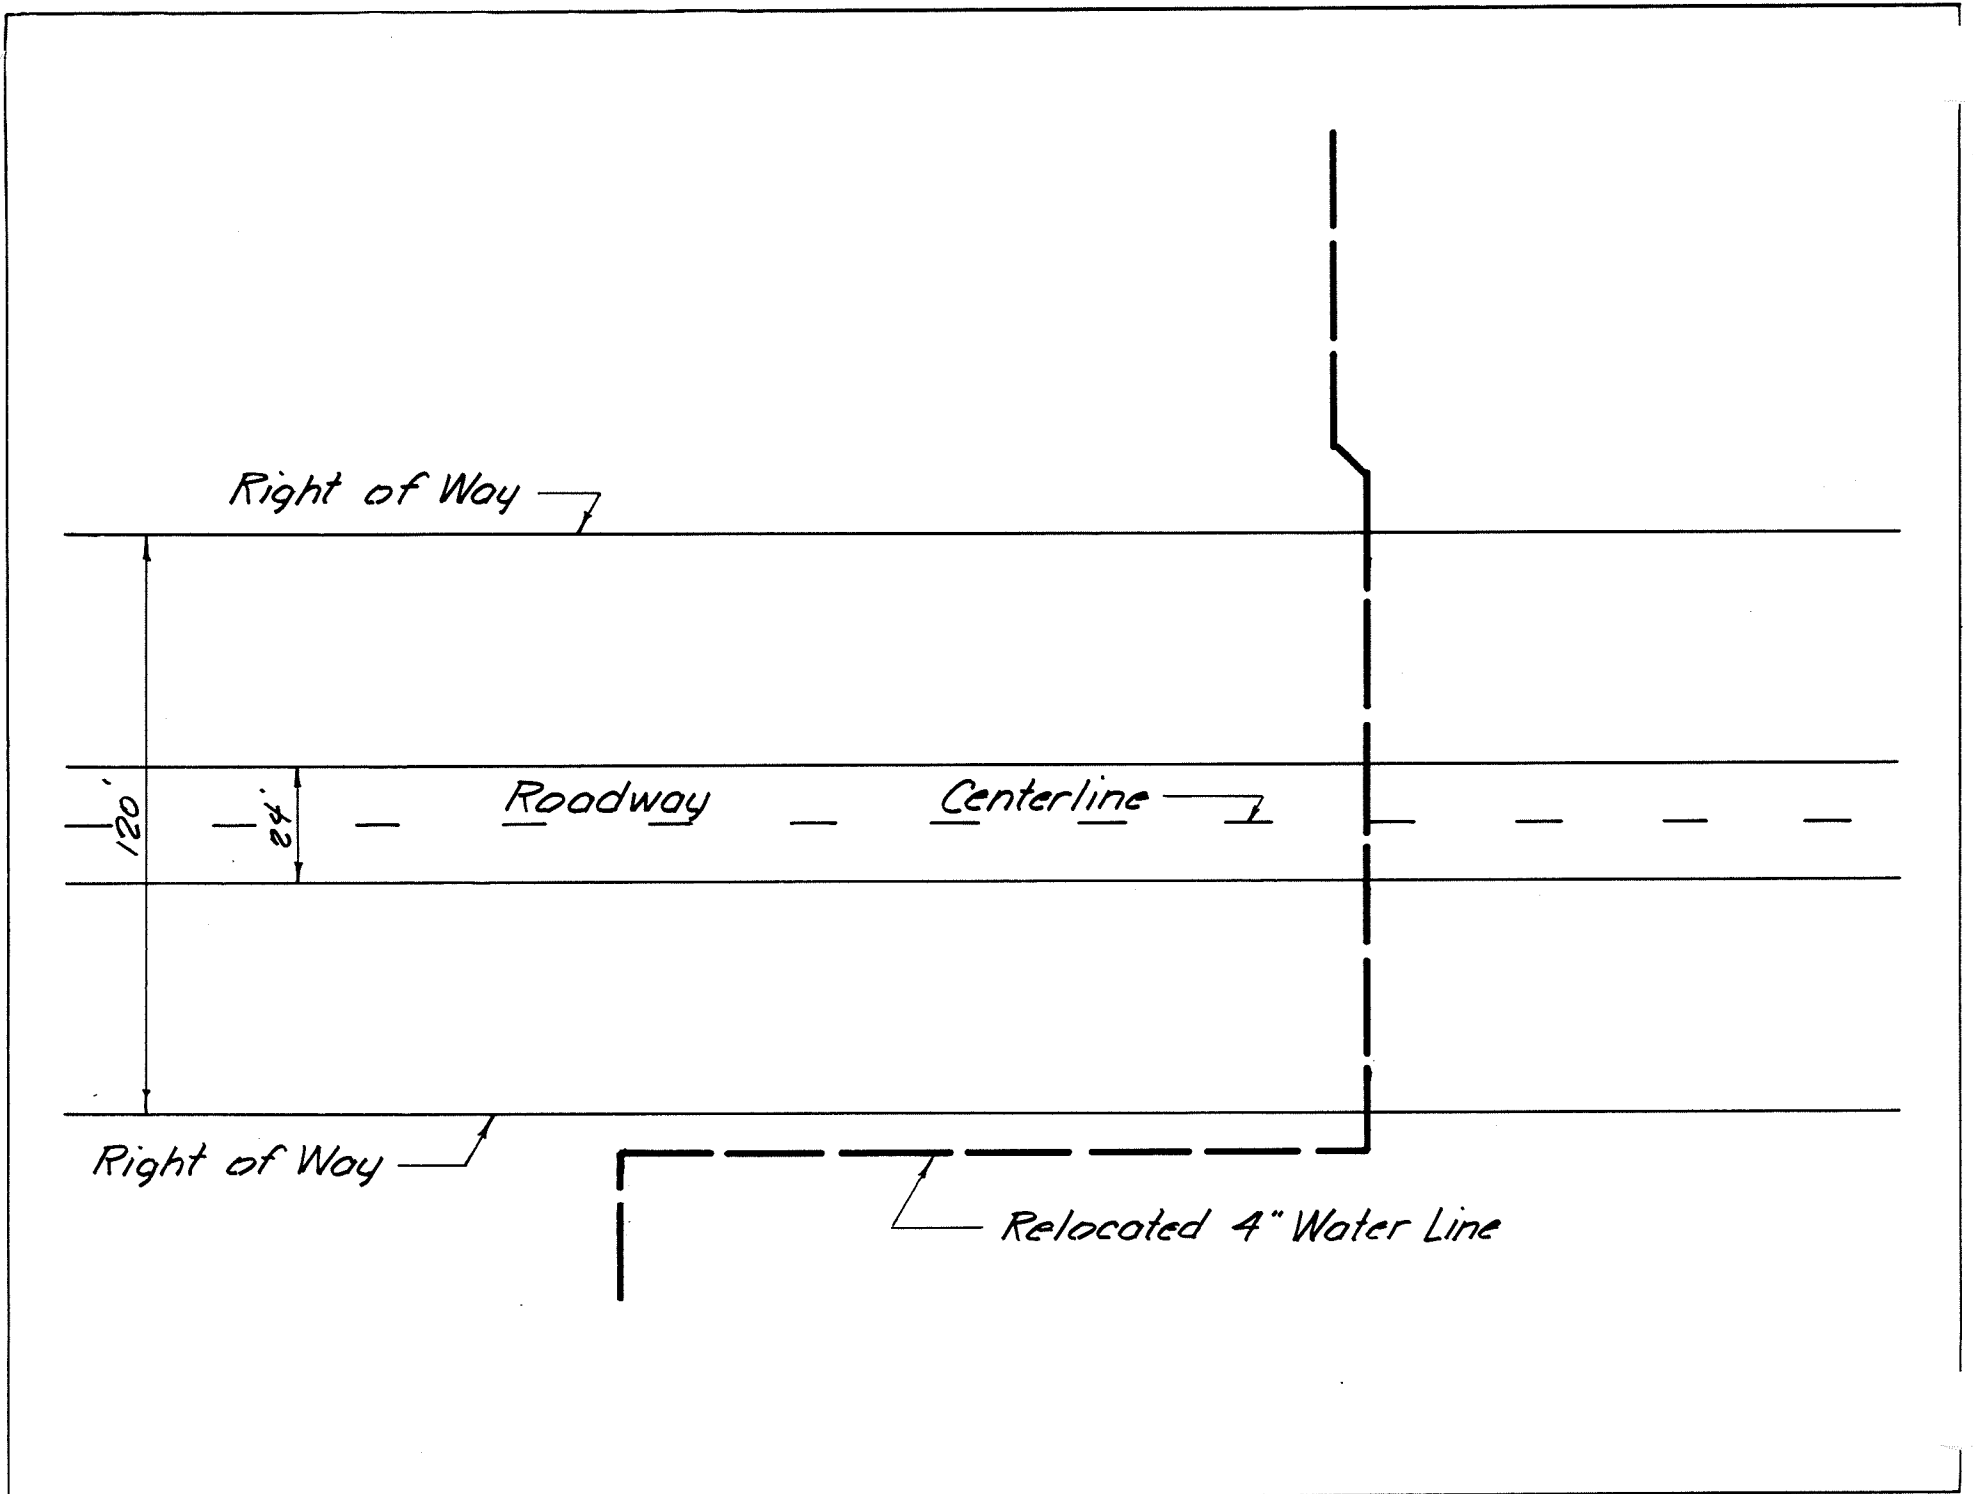 Right of Way
Roadway
Centerline
120'
24'
Right of Way
Relocated 4" Water Line